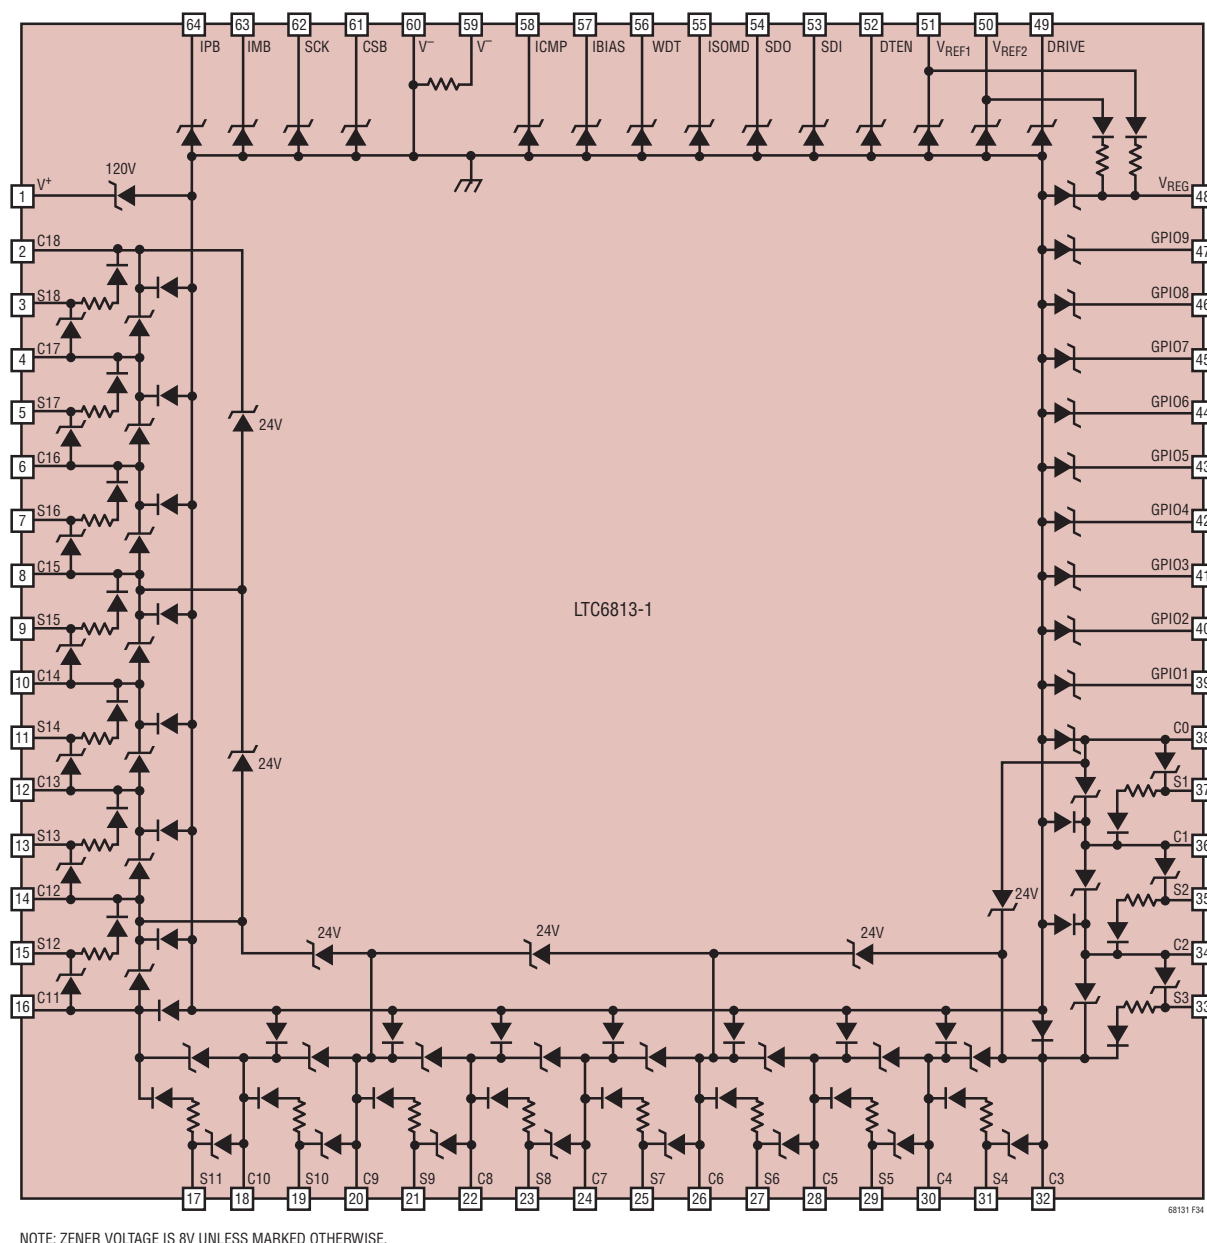 64 63 62 61 60 59 58 57 56 55 54 53 52 51 50 49
IPB IMB SCK CSB V– V– ICMP IBIAS WDT ISOMD SDO SDI DTEN VREF1 VREF2 DRIVE
120V
1 V+
VREG 48
2 C18
GPIO9 47
3 S18
GPIO8 46
4 C17
GPIO7 45
5 S17
GPIO6 44
24V
6 C16
GPIO5 43
7 S16
GPIO4 42
8 C15
GPIO3 41
LTC6813-1
9 S15
GPIO2 40
10 C14
GPIO1 39
11 S14
C0 38
24V
12 C13
S1 37
13 S13
C1 36
14 C12
24V
S2 35
24V 24V 24V
15 S12
C2 34
16 C11
S3 33
S11 C10 S10 C9 S9 C8 S8 C7 S7 C6 S6 C5 S5 C4 S4 C3
17 18 19 20 21 22 23 24 25 26 27 28 29 30 31 32
68131 F34
NOTE: ZENER VOLTAGE IS 8V UNLESS MARKED OTHERWISE.